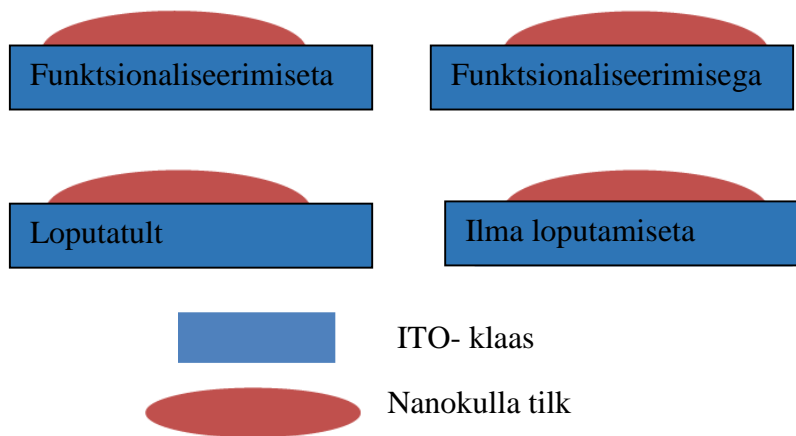 Funktsionaliseerimiseta
Funktsionaliseerimisega
Loputatult
Ilma loputamiseta
ITO- klaas
Nanokulla tilk